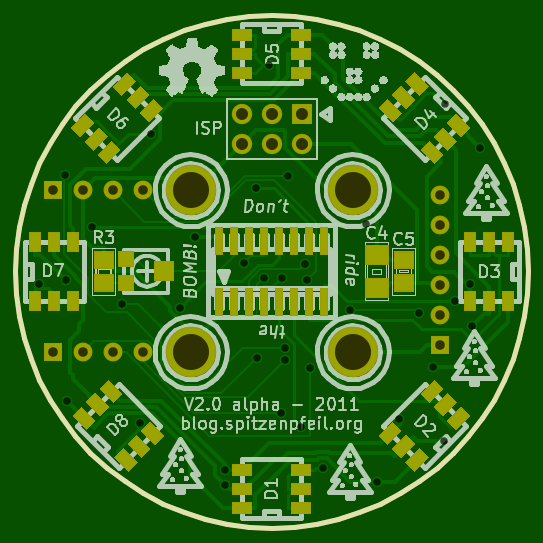 D5
D6
D4
ISP
Don't
R3
C4
C5
D7
BOMB!
ride
D3
the
V2.0 alpha - 2011
blog.spitzenpfeil.org
D8
D2
D1